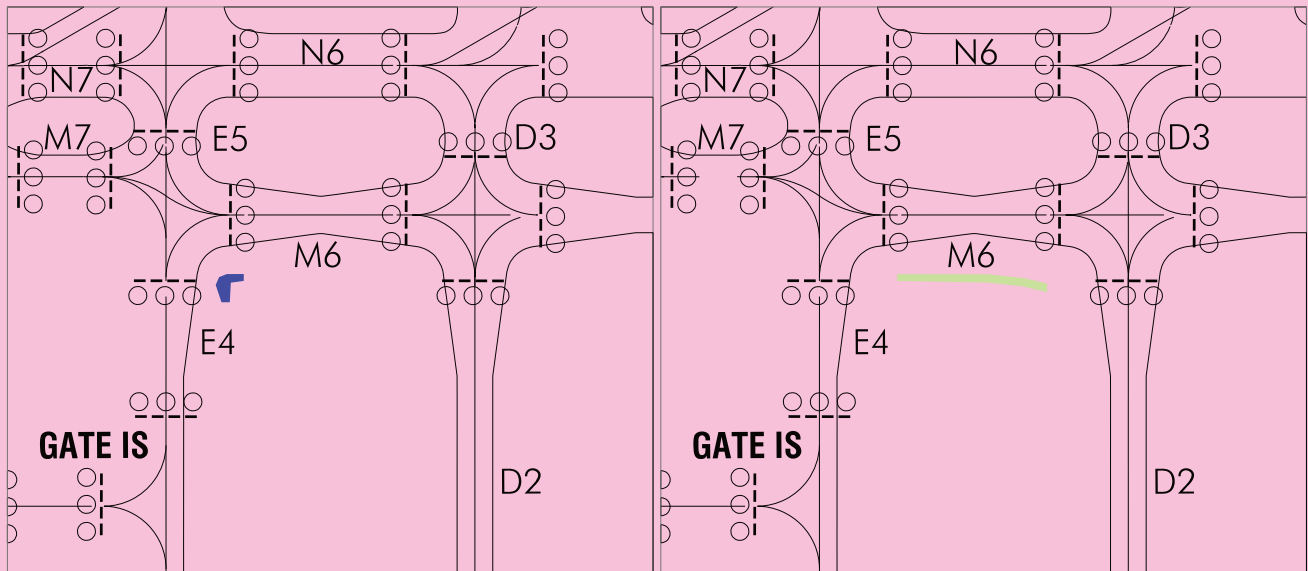 N6 N6
N7 N7
M7 E5 D3 M7 E5 D3
M6 M6
E4 E4
GATE IS GATE IS
D2 D2